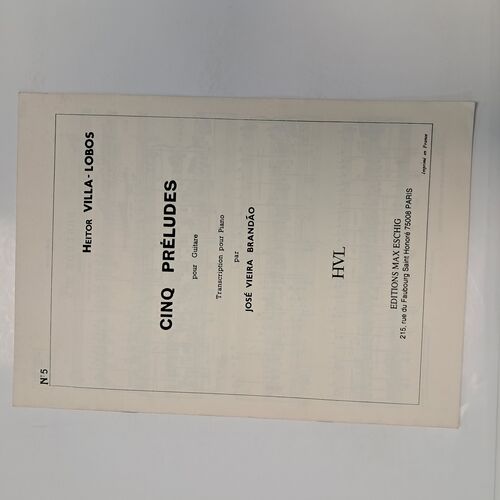 N° 5
HEITOR VILLA - LOBOS
CINQ PRÉLUDES
pour Guitare
Transcription pour Piano
par
JOSÉ VIEIRA BRANDÃO
HVL
EDITIONS MAX ESCHIG
215, rue du Faubourg Saint Honoré 75008 PARIS
Imprimé en France